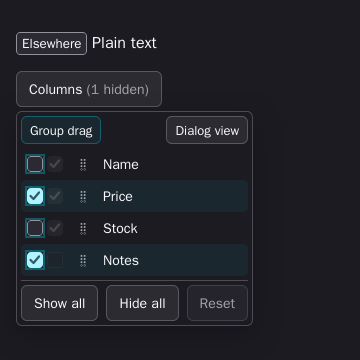 Elsewhere Plain text
Columns (1 hidden)
Group drag Dialog view
Name
Price
Stock
Notes
Show all Hide all Reset